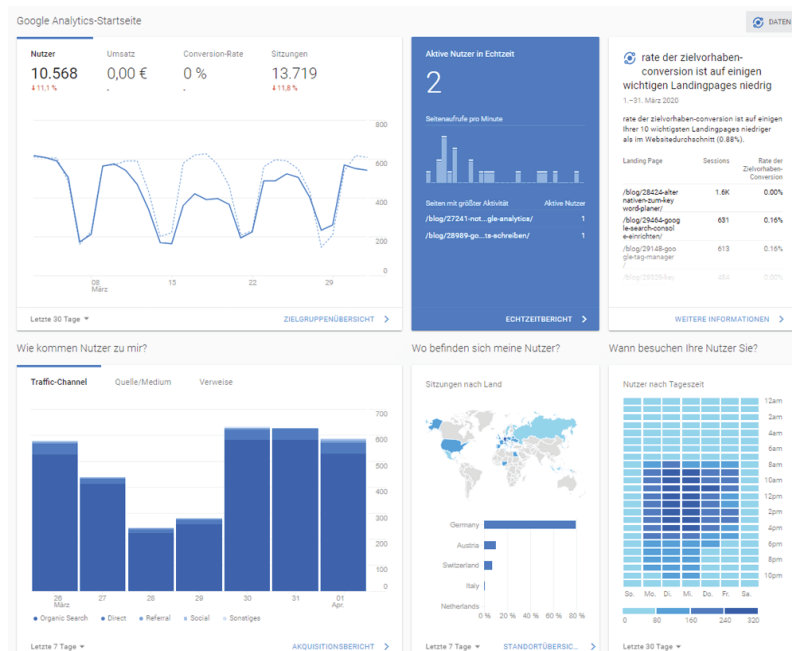 Google Analytics-Startseite
DATEN
Nutzer
Umsatz
Conversion-Rate
Sitzungen
10.568
0,00 €
0 %
13.719
11,1 %
-
-
11,8 %
800
600
400
200
0
08
März
15
22
29
Letzte 30 Tage
ZIELGRUPPENÜBERSICHT
Aktive Nutzer in Echtzeit
2
Seitenaufrufe pro Minute
Seiten mit größter Aktivität
Aktive Nutzer
/blog/27241-not...gle-analytics/
1
/blog/28989-go...ts-schreiben/
1
ECHTZEITBERICHT
rate der zielvorhaben-
conversion ist auf einigen
wichtigen Landingpages niedrig
1.–31. März 2020
rate der zielvorhaben-conversion ist auf einigen
Ihrer 10 wichtigsten Landingpages niedriger
als im Websitedurchschnitt (0.88%).
Landing Page
Sessions
Rate der
Zielvorhaben-
Conversion
/blog/28424-alter
nativen-zum-key
word-planer/
1.6K
0.00%
/blog/29464-goog
le-search-consol
e-einrichten/
631
0.16%
/blog/29148-goo
gle-tag-manager
/
613
0.16%
0.00%
WEITERE INFORMATIONEN
Wie kommen Nutzer zu mir?
Traffic-Channel
Quelle/Medium
Verweise
700
600
500
400
300
200
100
0
26
März
27
28
29
30
31
01
Apr.
Organic Search
Direct
Referral
Social
Sonstiges
Letzte 7 Tage
AKQUISITIONSBERICHT
Wo befinden sich meine Nutzer?
Sitzungen nach Land
Germany
Austria
Switzerland
Italy
Netherlands
0 %
20 %
40 %
60 %
80 %
Letzte 7 Tage
STANDORTÜBERSIC...
Wann besuchen Ihre Nutzer Sie?
Nutzer nach Tageszeit
12am
2am
4am
6am
8am
10am
12pm
2pm
4pm
6pm
8pm
10pm
So.
Mo.
Di.
Mi.
Do.
Fr.
Sa.
0
80
160
240
320
Letzte 30 Tage